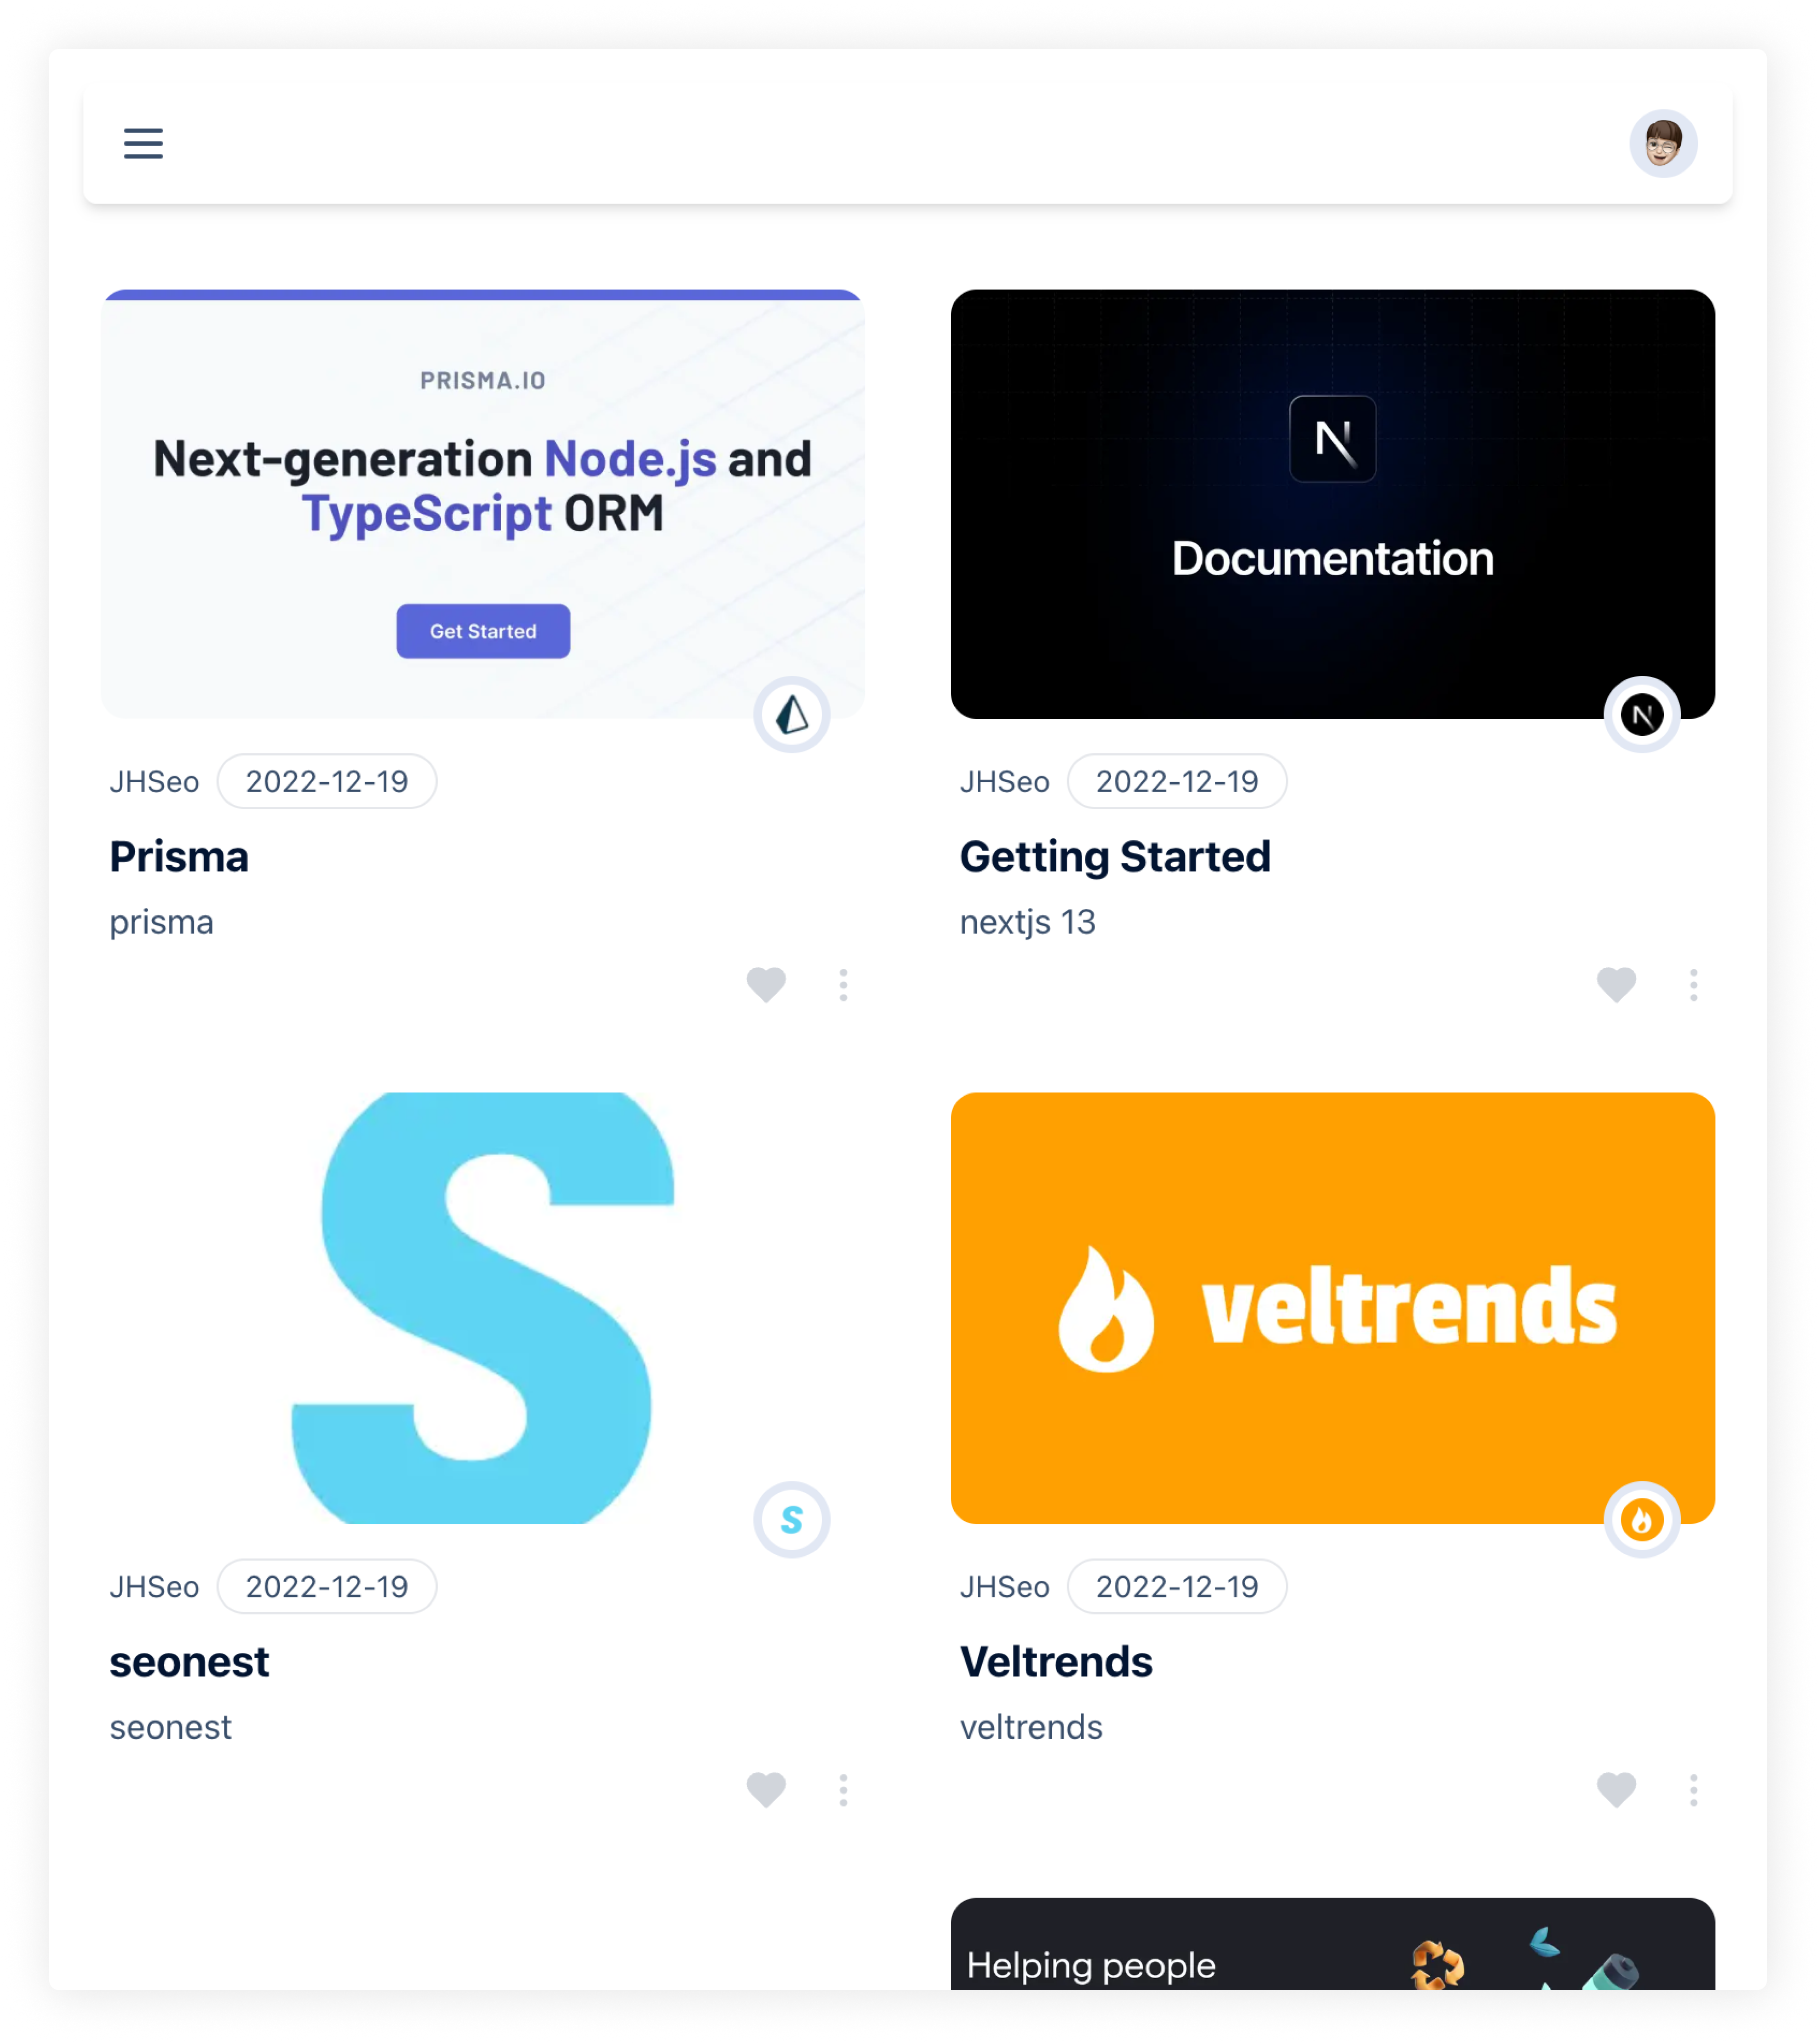 PRISMA.IO
Next-generation Node.js and
TypeScript ORM
Get Started
JHSeo 2022-12-19
Prisma
prisma
N
Documentation
N
JHSeo 2022-12-19
Getting Started
nextjs 13
S
S
JHSeo 2022-12-19
seonest
seonest
veltrends
JHSeo 2022-12-19
Veltrends
veltrends
Helping people